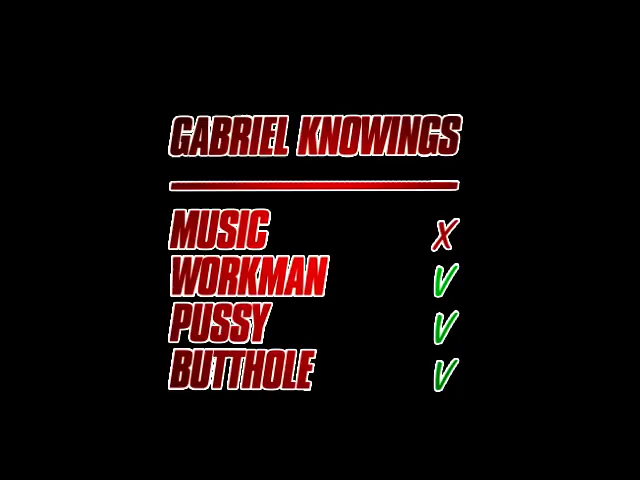 GABRIEL KNOWINGS
MUSIC X
WORKMAN V
PUSSY V
BUTTHOLE V